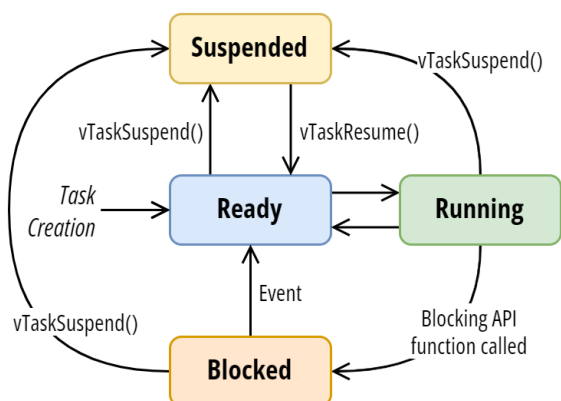 Suspended
vTaskSuspend()
vTaskSuspend()
vTaskResume()
Task
Creation
Ready
Running
Event
vTaskSuspend()
Blocking API
function called
Blocked